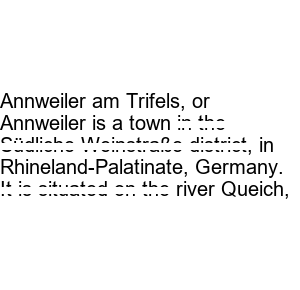 Annweiler am Trifels, or
Annweiler is a town in the
Südliche Weinstraße district, in
Rhineland-Palatinate, Germany.
It is situated on the river Queich,